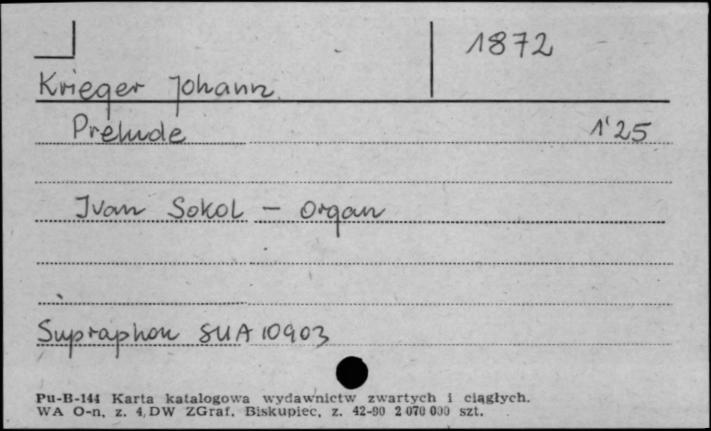 1872
Krieger Johann
Prelude 1'25
Ivan Sokol - organ
Supraphon SUA 10903
Pu-B-144 Karta katalogowa wydawnictw zwartych i ciągłych.
WA O-n, z. 4, DW ZGraf. Biskupiec, z. 42-90 2 070 000 szt.